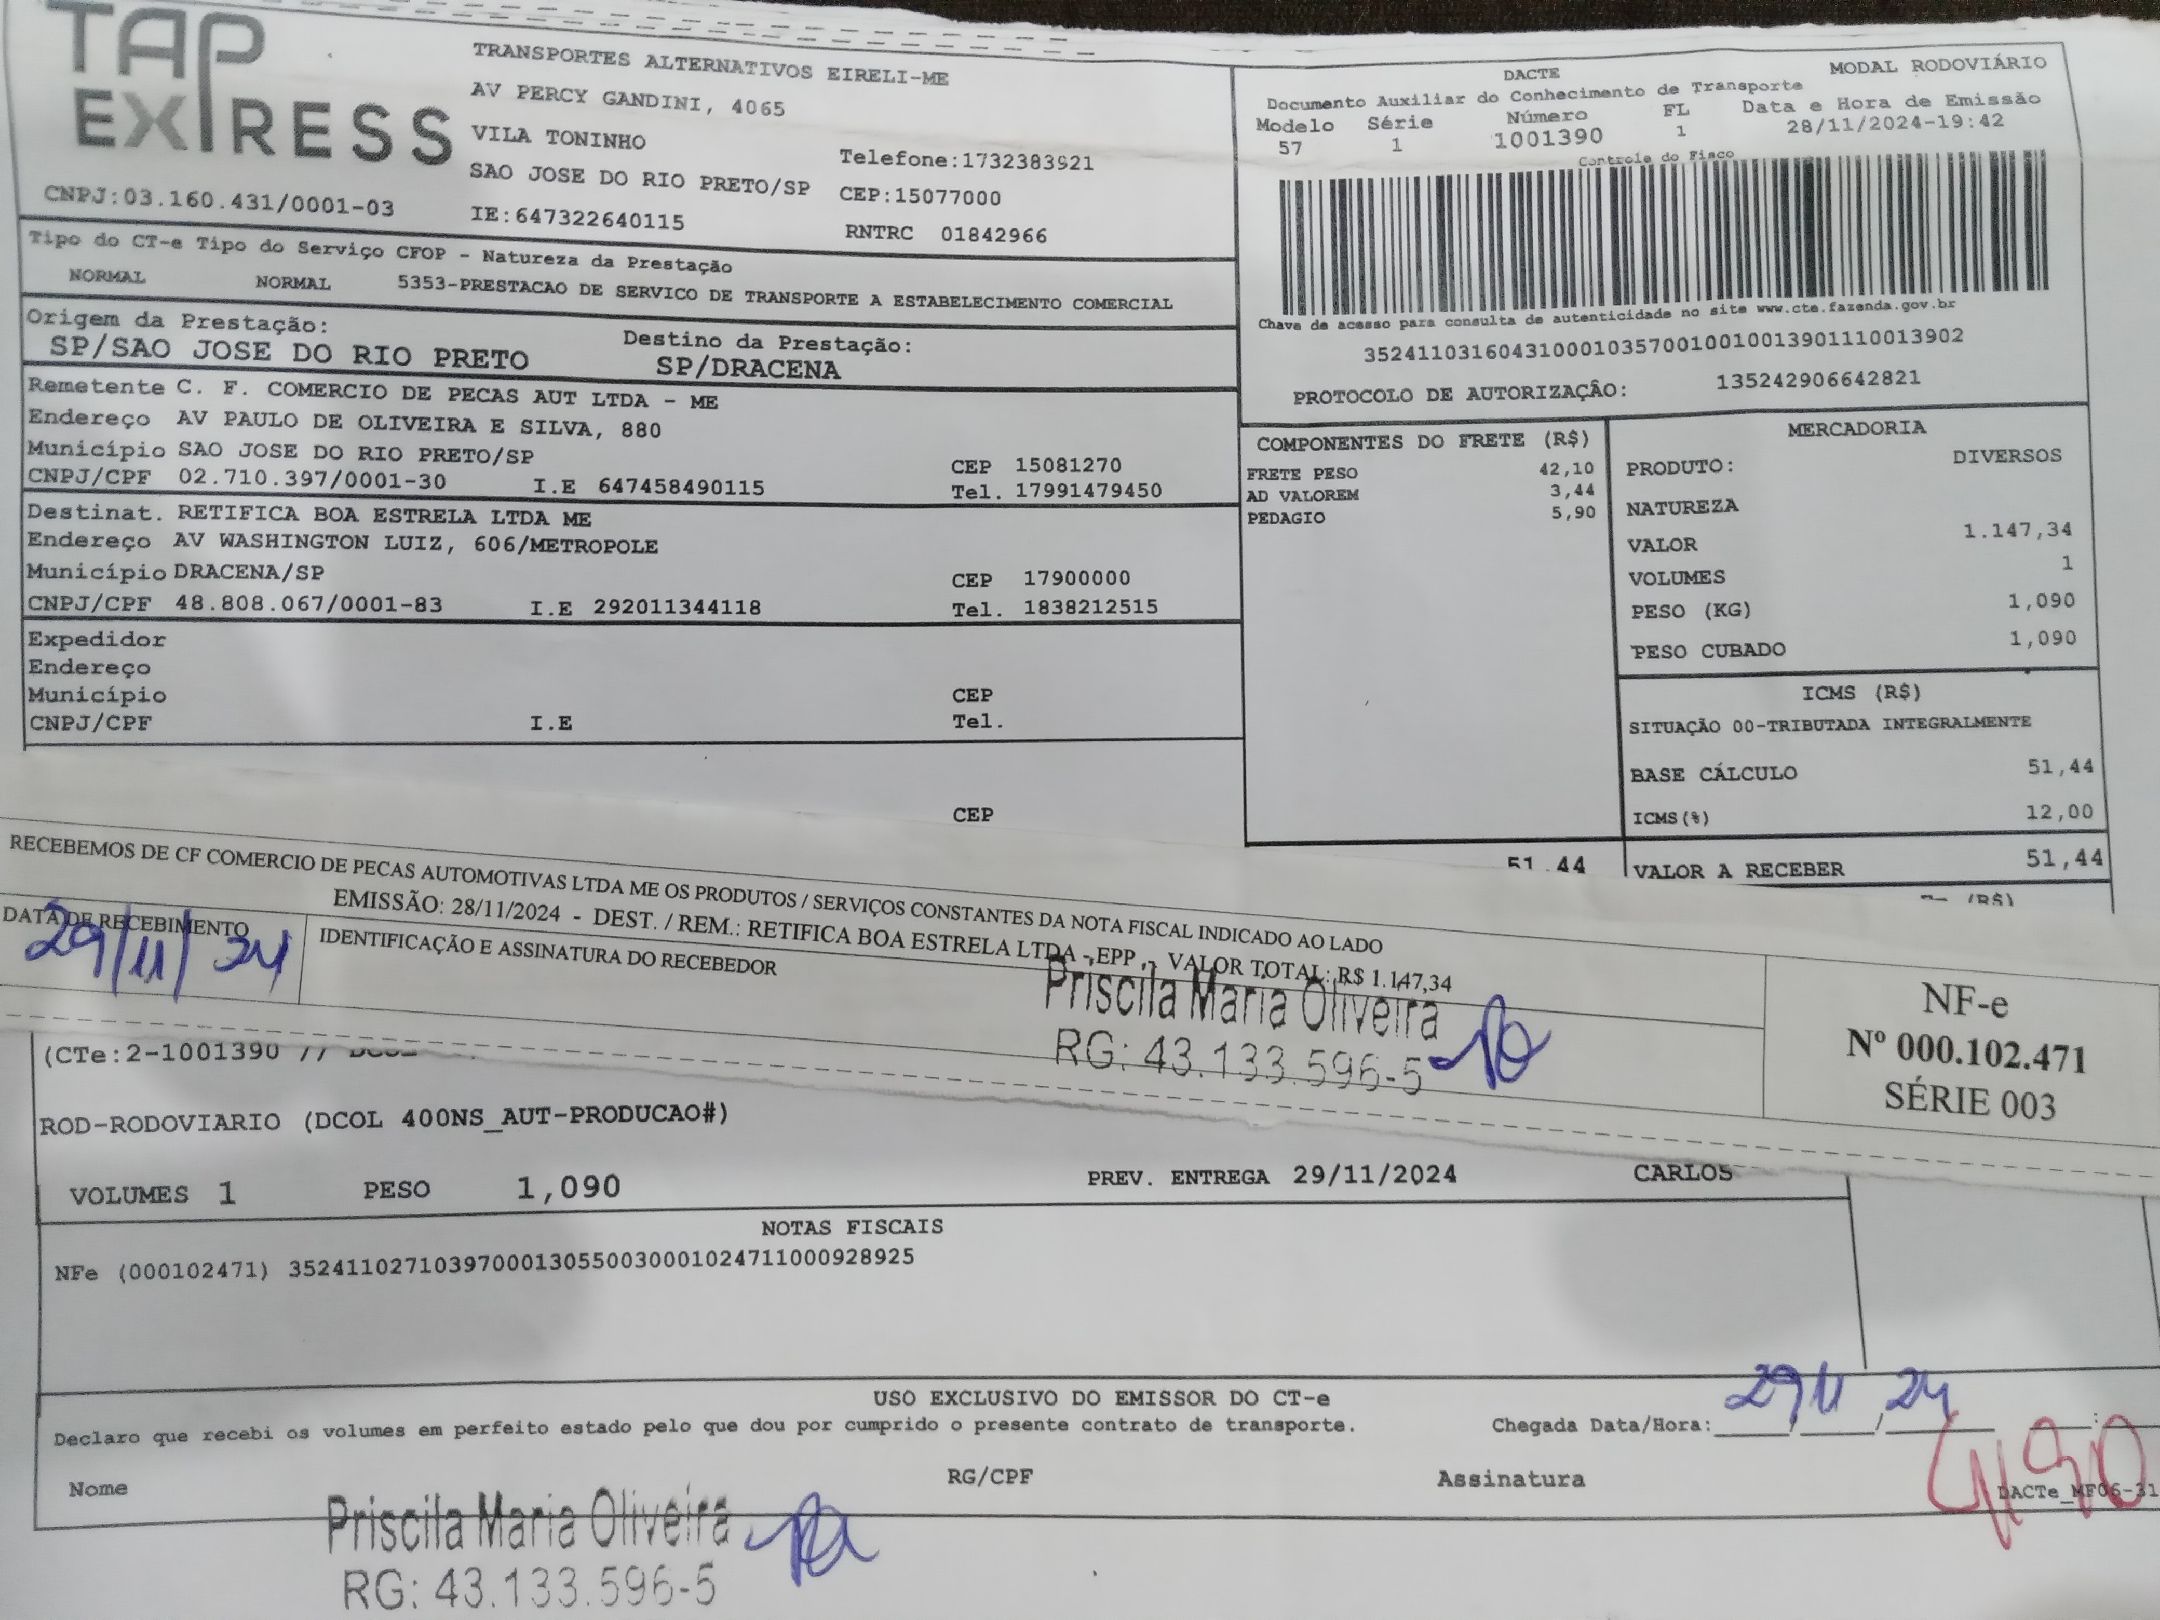 TAP EXPRESS
CNPJ:03.160.431/0001-03
TRANSPORTES ALTERNATIVOS EIRELI-ME
AV PERCY GANDINI, 4065
VILA TONINHO
SAO JOSE DO RIO PRETO/SP
IE:647322640115
Telefone:1732383921
CEP:15077000
RNTRC 01842966
DACTE
MODAL RODOVIÁRIO
Documento Auxiliar do Conhecimento de Transporte
Modelo Série Número FL Data e Hora de Emissão
57 1 1001390 1 28/11/2024-19:42
Controle do Fisco
Chave de acesso para consulta de autenticidade no site www.cte.fazenda.gov.br
35241103160431000103570010010013901110013902
PROTOCOLO DE AUTORIZAÇÂO: 135242906642821
Tipo do CT-e Tipo do Serviço CFOP - Natureza da Prestação
NORMAL NORMAL 5353-PRESTACAO DE SERVICO DE TRANSPORTE A ESTABELECIMENTO COMERCIAL
Origem da Prestação: Destino da Prestação:
SP/SAO JOSE DO RIO PRETO SP/DRACENA
Remetente C. F. COMERCIO DE PECAS AUT LTDA - ME
Endereço AV PAULO DE OLIVEIRA E SILVA, 880
Município SAO JOSE DO RIO PRETO/SP CEP 15081270
CNPJ/CPF 02.710.397/0001-30 I.E 647458490115 Tel. 17991479450
Destinat. RETIFICA BOA ESTRELA LTDA ME
Endereço AV WASHINGTON LUIZ, 606/METROPOLE
Município DRACENA/SP CEP 17900000
CNPJ/CPF 48.808.067/0001-83 I.E 292011344118 Tel. 1838212515
Expedidor
Endereço
Município CEP
CNPJ/CPF I.E Tel.
CEP
COMPONENTES DO FRETE (R$)
FRETE PESO 42,10
AD VALOREM 3,44
PEDAGIO 5,90
51,44
MERCADORIA
PRODUTO: DIVERSOS
NATUREZA
VALOR 1.147,34
VOLUMES 1
PESO (KG) 1,090
PESO CUBADO 1,090
ICMS (R$)
SITUAÇÃO 00-TRIBUTADA INTEGRALMENTE
BASE CÁLCULO 51,44
ICMS(%) 12,00
VALOR A RECEBER 51,44
(R$)
RECEBEMOS DE CF COMERCIO DE PECAS AUTOMOTIVAS LTDA ME OS PRODUTOS / SERVIÇOS CONSTANTES DA NOTA FISCAL INDICADO AO LADO
EMISSÃO: 28/11/2024 - DEST. / REM.: RETIFICA BOA ESTRELA LTDA - EPP - VALOR TOTAL: R$ 1.147,34
DATA DE RECEBIMENTO
29/11/24
IDENTIFICAÇÃO E ASSINATURA DO RECEBEDOR
Priscila Maria Oliveira
RG: 43.133.596-5
NF-e
Nº 000.102.471
SÉRIE 003
(CTe:2-1001390 //
ROD-RODOVIARIO (DCOL 400NS_AUT-PRODUCAO#)
VOLUMES 1 PESO 1,090 PREV. ENTREGA 29/11/2024 CARLOS
NOTAS FISCAIS
NFe (000102471) 35241102710397000130550030001024711000928925
USO EXCLUSIVO DO EMISSOR DO CT-e
Declaro que recebi os volumes em perfeito estado pelo que dou por cumprido o presente contrato de transporte.
Chegada Data/Hora: 29/11/24
Nome RG/CPF Assinatura
DACTe_MF06-31
Priscila Maria Oliveira
RG: 43.133.596-5